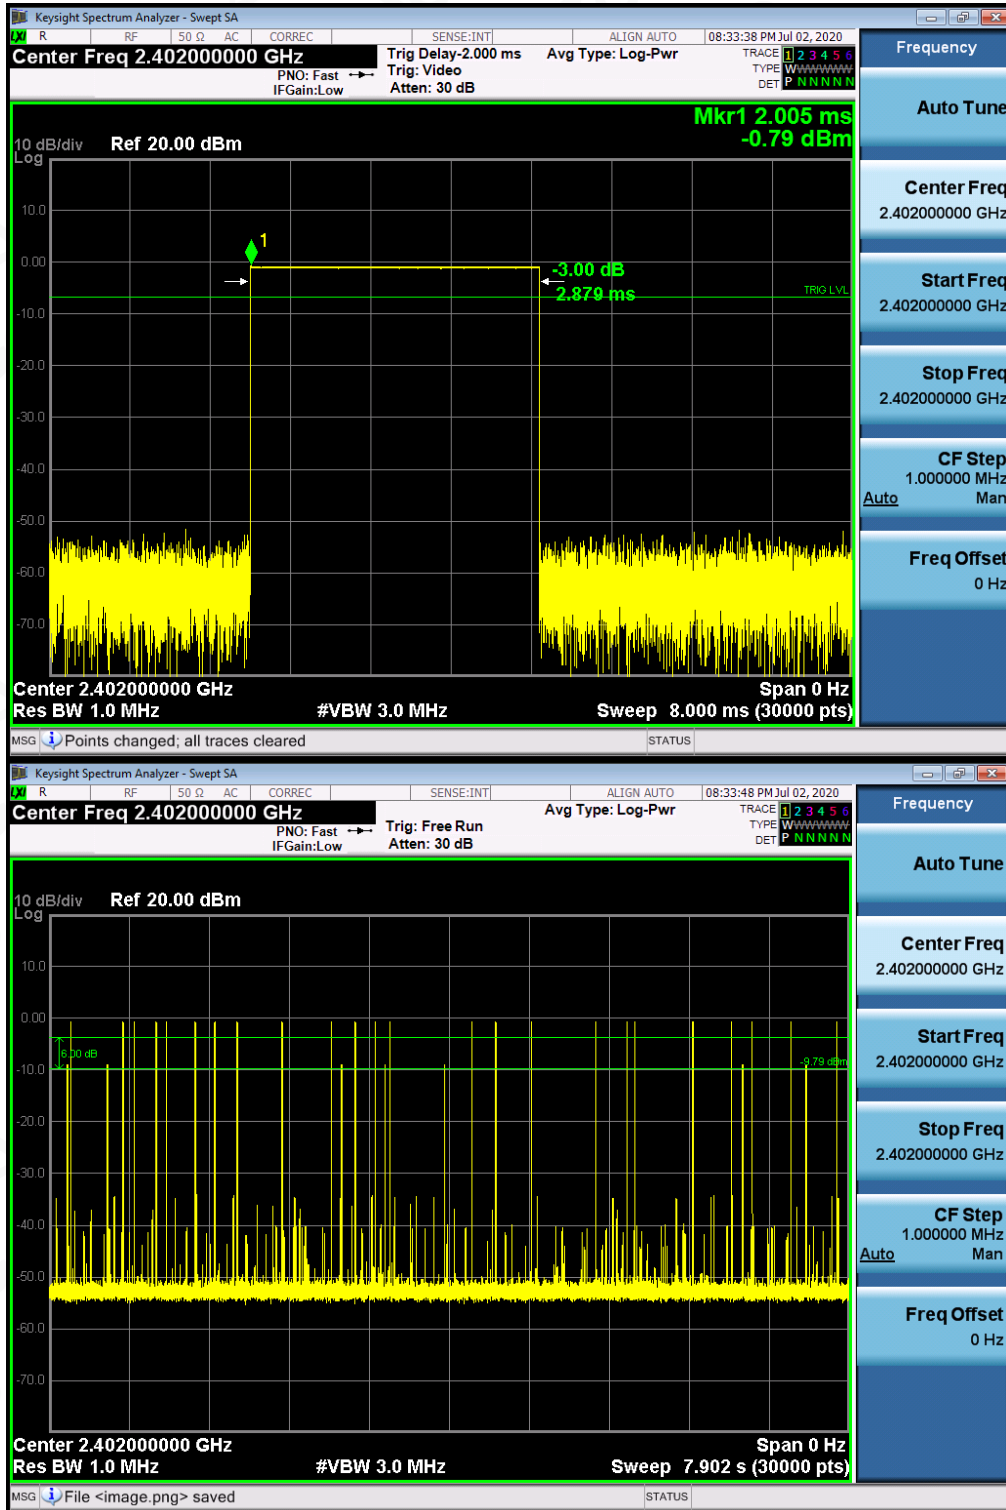 Keysight Spectrum Analyzer - Swept SA
LXI R RF 50 Ω AC CORREC SENSE:INT ALIGN AUTO 08:33:38 PM Jul 02, 2020
Center Freq 2.402000000 GHz
PNO: Fast
IFGain:Low
Trig Delay-2.000 ms
Trig: Video
Atten: 30 dB
Avg Type: Log-Pwr
TRACE 1 2 3 4 5 6
TYPE WWWWWW
DET P N N N N N
Mkr1 2.005 ms
-0.79 dBm
10 dB/div Ref 20.00 dBm
Log
10.0
1
0.00
-3.00 dB
2.879 ms
TRIG LVL
-10.0
-20.0
-30.0
-40.0
-50.0
-60.0
-70.0
Center 2.402000000 GHz Span 0 Hz
Res BW 1.0 MHz #VBW 3.0 MHz Sweep 8.000 ms (30000 pts)
MSG Points changed; all traces cleared STATUS
Frequency
Auto Tune
Center Freq
2.402000000 GHz
Start Freq
2.402000000 GHz
Stop Freq
2.402000000 GHz
CF Step
1.000000 MHz
Auto Man
Freq Offset
0 Hz
Keysight Spectrum Analyzer - Swept SA
LXI R RF 50 Ω AC CORREC SENSE:INT ALIGN AUTO 08:33:48 PM Jul 02, 2020
Center Freq 2.402000000 GHz
PNO: Fast
IFGain:Low
Trig: Free Run
Atten: 30 dB
Avg Type: Log-Pwr
TRACE 1 2 3 4 5 6
TYPE WWWWWW
DET P N N N N N
10 dB/div Ref 20.00 dBm
Log
10.0
0.00
6.00 dB
-9.79 dBm
-10.0
-20.0
-30.0
-40.0
-50.0
-60.0
-70.0
Center 2.402000000 GHz Span 0 Hz
Res BW 1.0 MHz #VBW 3.0 MHz Sweep 7.902 s (30000 pts)
MSG File <image.png> saved STATUS
Frequency
Auto Tune
Center Freq
2.402000000 GHz
Start Freq
2.402000000 GHz
Stop Freq
2.402000000 GHz
CF Step
1.000000 MHz
Auto Man
Freq Offset
0 Hz